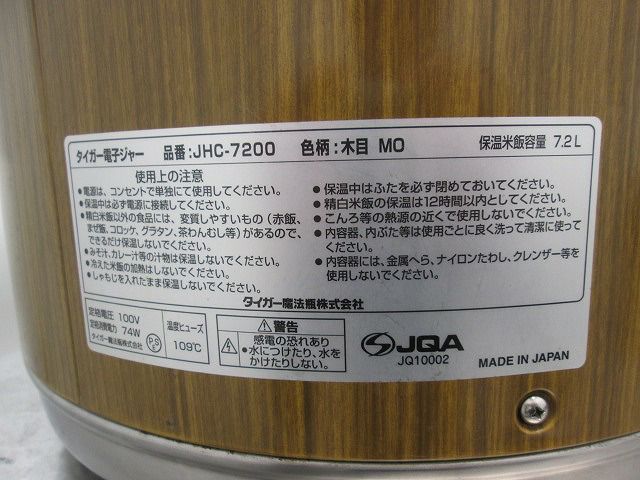 タイガー電子ジャー 品番:JHC-7200 色柄:木目 MO 保温米飯容量 7.2L
使用上の注意
●電源は、コンセントで単独にて使用してください。
●保温中は必ず電源に接続してください。
●精白米飯以外の食品には、変質しやすいもの(赤飯、
まぜ飯、コロッケ、グラタン、茶わんむし等)があるので、
できるだけ保温しないでください。
●みそ汁、カレー汁等の汁物は保温しないでください。
●冷えた米飯の加熱はしないでください。
●しゃもじを入れたまま保温しないでください。
●保温中はふたを必ず閉めておいてください。
●精白米飯の保温は12時間以内としてください。
●こんろ等の熱源の近くで使用しないでください。
●内容器、内ぶた等は使用ごとに良く洗って清潔に使って
ください。
●内容器には、金属へら、ナイロンたわし、クレンザー等を
使用しないでください。
タイガー魔法瓶株式会社
定格電圧 100V
定格消費電力 74W
タイガー魔法瓶株式会社
PSE
温度ヒューズ
109℃
警告
感電の恐れあり
●水につけたり、水を
かけたりしない。
JQA
JQ10002
MADE IN JAPAN